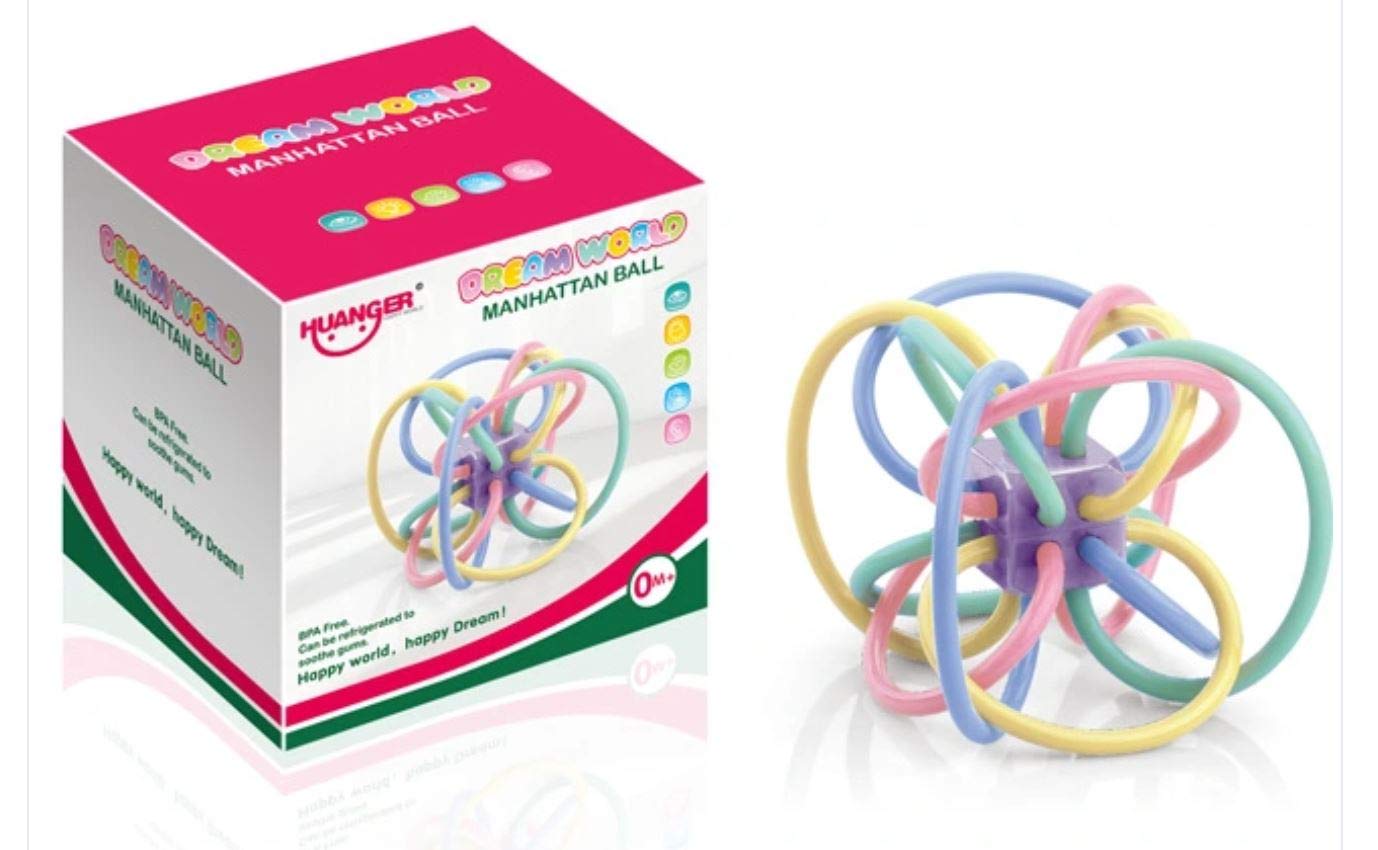 DREAM WORLD
MANHATTAN BALL
DREAM WORLD
MANHATTAN BALL
BPA Free.
Can be refrigerated to
soothe gums.
Happy world, happy Dream!
HUANGER®
DREAM WORLD
MANHATTAN BALL
0M+
BPA Free.
Can be refrigerated to
soothe gums.
Happy world, happy Dream!